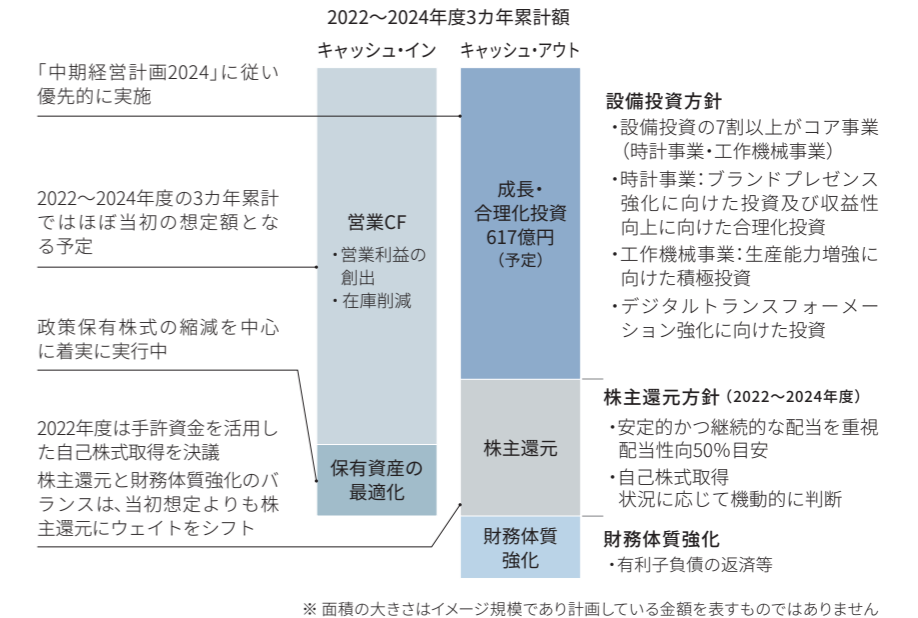 2022～2024年度3カ年累計額
キャッシュ・イン
キャッシュ・アウト
「中期経営計画2024」に従い
優先的に実施
2022～2024年度の3カ年累計
ではほぼ当初の想定額とな
る予定
政策保有株式の縮減を中心
に着実に実行中
2022年度は手許資金を活用し
た自己株式取得を決議
株主還元と財務体質強化のバ
ランスは、当初想定よりも株
主還元にウェイトをシフト
営業CF
・営業利益の
創出
・在庫削減
保有資産の
最適化
成長・
合理化投資
617億円
（予定）
株主還元
財務体質
強化
設備投資方針
・設備投資の7割以上がコア事業
（時計事業・工作機械事業）
・時計事業：ブランドプレゼンス
強化に向けた投資及び収益性
向上に向けた合理化投資
・工作機械事業：生産能力増強に
向けた積極投資
・デジタルトランスフォーメー
ション強化に向けた投資
株主還元方針（2022～2024年度）
・安定的かつ継続的な配当を重視
配当性向50%目安
・自己株式取得
状況に応じて機動的に判断
財務体質強化
・有利子負債の返済等
※ 面積の大きさはイメージ規模であり計画している金額を表すものではありません